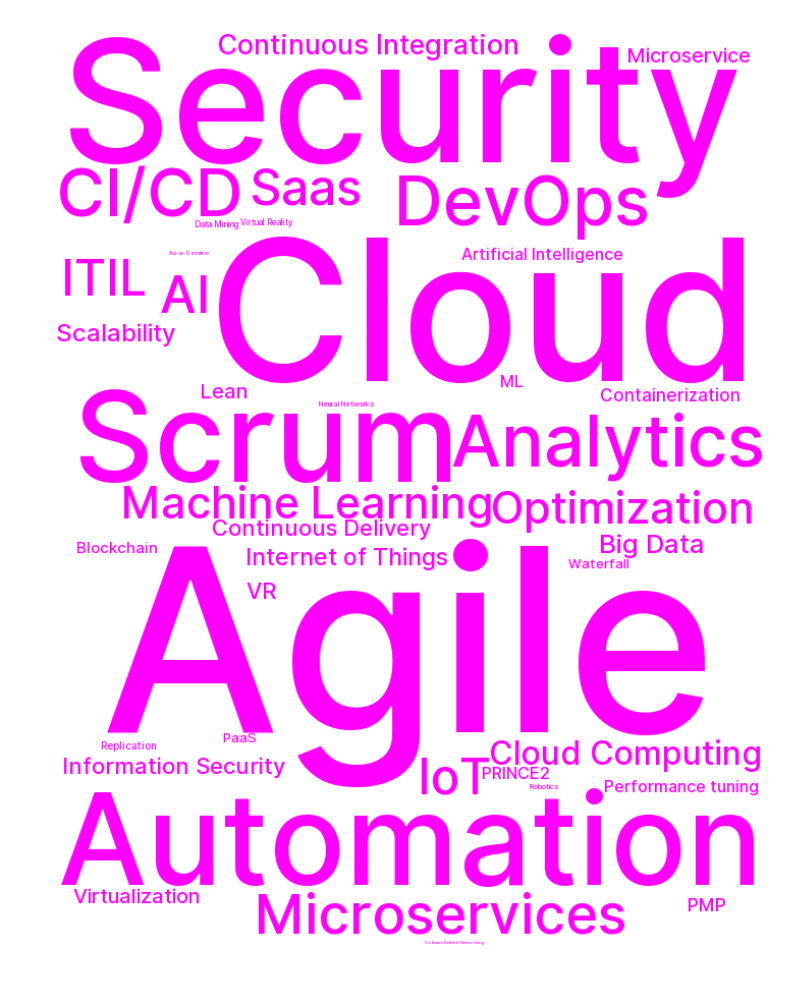 Continuous Integration
Microservice
Security
CI/CD
Saas
DevOps
Data Mining
Virtual Reality
As-a-Service
Artificial Intelligence
ITIL
AI
Cloud
Scalability
ML
Lean
Containerization
Neural Networks
Scrum
Analytics
Machine Learning
Optimization
Continuous Delivery
Big Data
Blockchain
Internet of Things
Waterfall
VR
Agile
PaaS
Replication
Cloud Computing
Information Security
IoT
PRINCE2
Robotics
Performance tuning
Automation
Virtualization
Microservices
PMP
Software Defined Networking